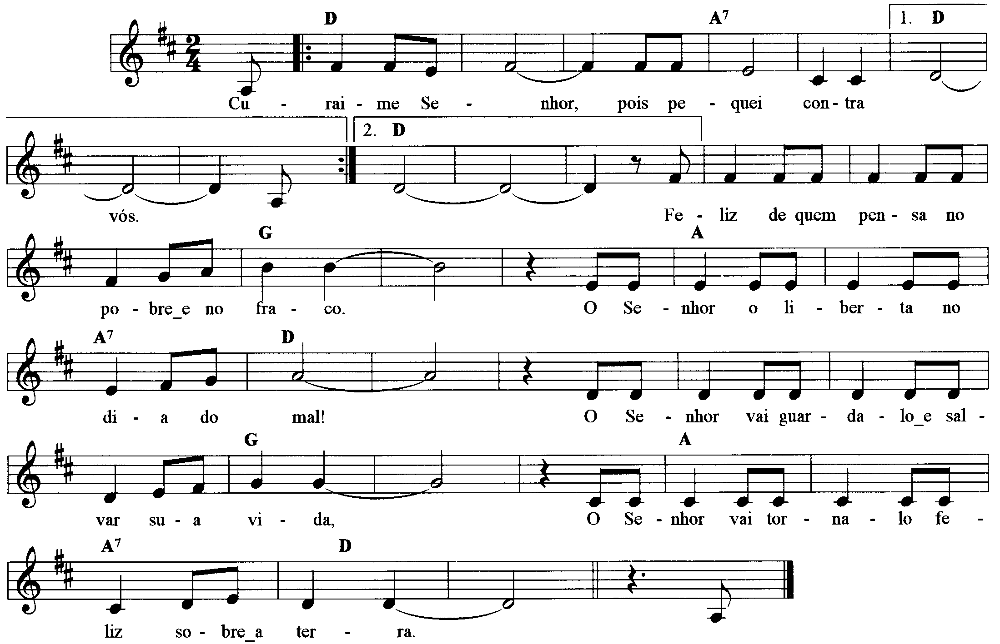 D A7 1. D
Cu - rai - me Se - nhor, pois pe - quei con - tra
2. D
vós. Fe - liz de quem pen - sa no
G A
po - bre_e no fra - co. O Se - nhor o li - ber - ta no
A7 D
di - a do mal! O Se - nhor vai guar - da - lo_e sal -
G A
var su - a vi - da, O Se - nhor vai tor - na - lo fe -
A7 D
liz so - bre_a ter - ra.